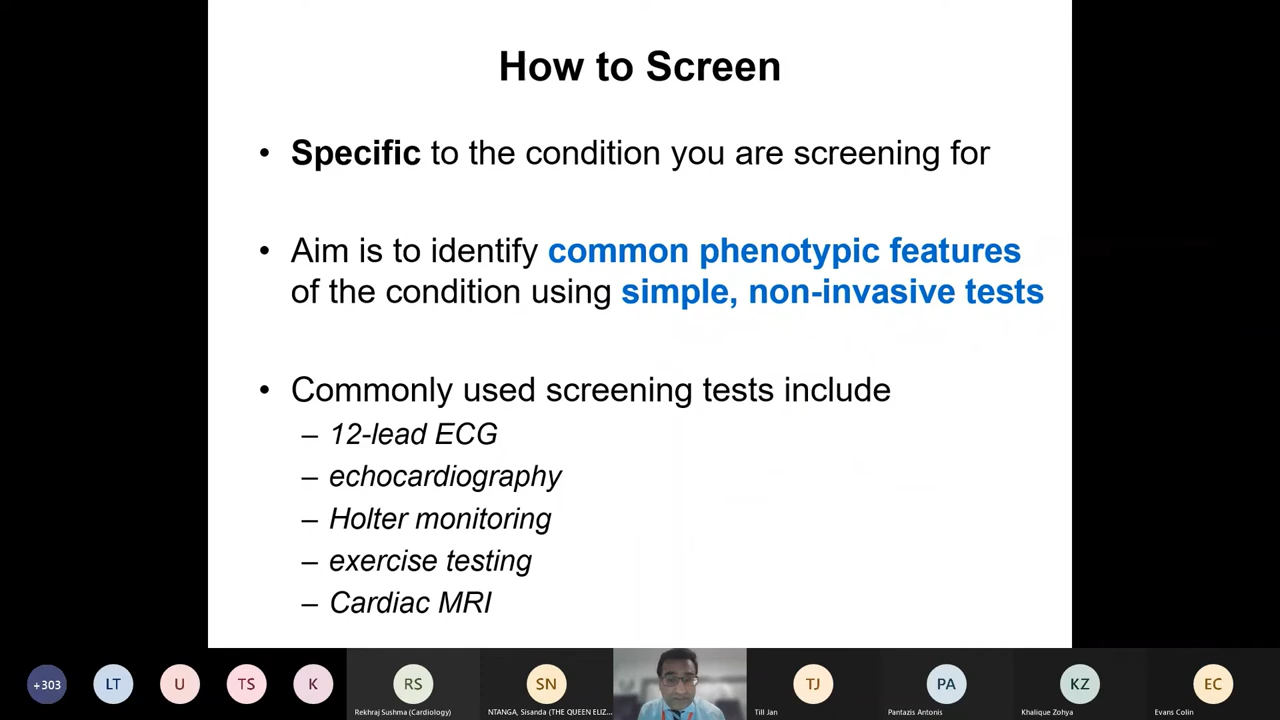 How to Screen
• Specific to the condition you are screening for
• Aim is to identify common phenotypic features
of the condition using simple, non-invasive tests
• Commonly used screening tests include
– 12-lead ECG
– echocardiography
– Holter monitoring
– exercise testing
– Cardiac MRI
+303 LT U TS K RS SN TJ PA KZ EC
Rekhraj Sushma (Cardiology) NTANGA, Sisanda (THE QUEEN ELIZ... Till Jan Pantazis Antonis Khalique Zohya Evans Colin